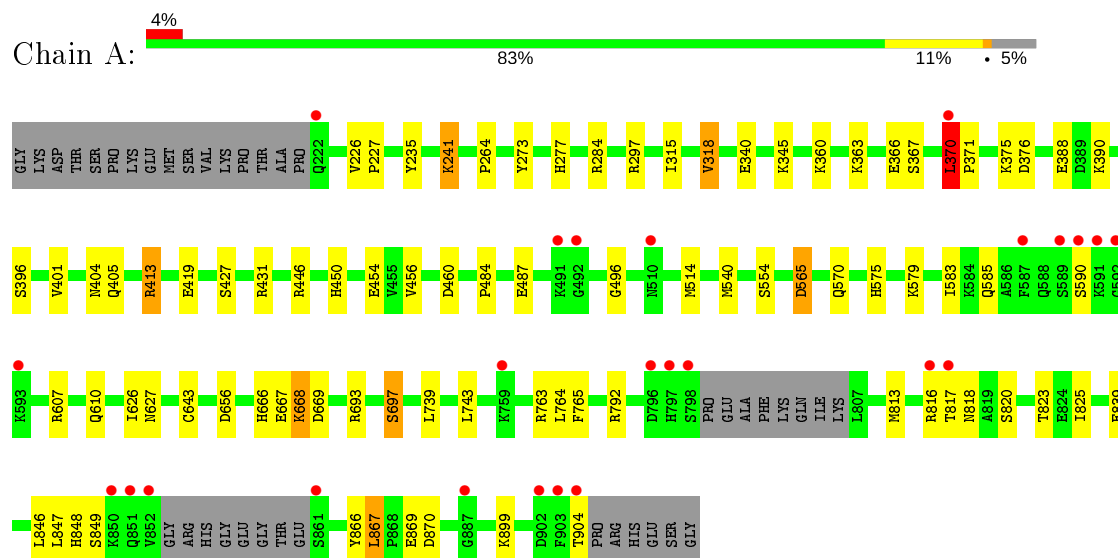 4%
Chain A:
83% 11% • 5%
GLY LYS ASP THR SER PRO LYS GLU MET SER VAL LYS PRO THR ALA PRO Q222 V226 P227 Y235 K241 P264 Y273 H277 R284 R297 I315 V318 E340 K345 K360 K363 E366 S367 L370 P371 K375 D376 E388 D389 K390
S396 V401 N404 Q405 R413 E419 S427 R431 R446 H450 E454 V455 V456 D460 P484 E487 K491 G492 G496 N510 M514 M540 S554 D565 Q570 H575 K579 I583 K584 Q585 A586 F587 Q588 S589 S590 K591 G592
K593 R607 Q610 I626 N627 C643 D656 H666 E667 K668 D669 R693 S697 L739 L743 K759 R763 L764 F765 R792 D796 H797 S798 PRO GLU ALA PHE LYS GLN ILE LYS L807 M813 R816 T817 N818 A819 S820 T823 E824 I825
L846 L847 H848 S849 K850 Q851 V852 GLY ARG HIS GLY GLU GLY THR GLU S861 Y866 L867 P868 E869 D870 G887 K899 D902 F903 T904 PRO ARG HIS GLU SER GLY